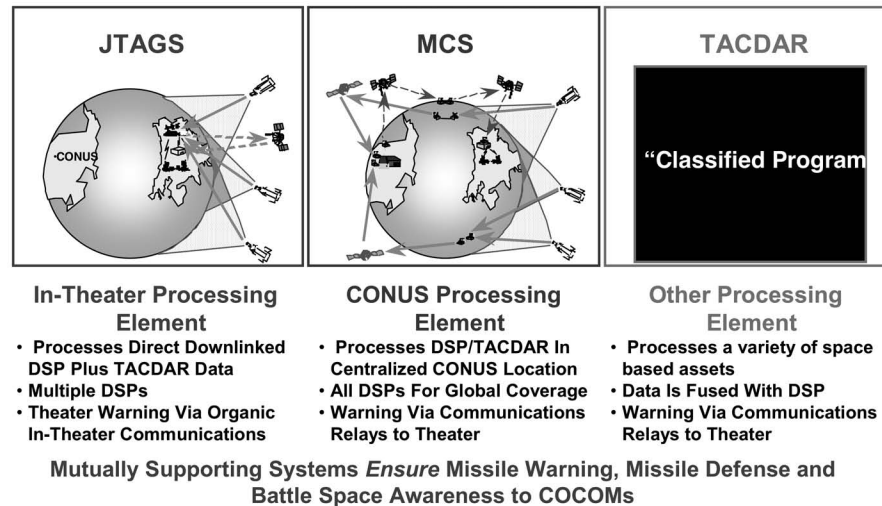 JTAGS
MCS
TACDAR
•CONUS
“Classified Program
In-Theater Processing
Element
• Processes Direct Downlinked
DSP Plus TACDAR Data
• Multiple DSPs
• Theater Warning Via Organic
In-Theater Communications
CONUS Processing
Element
• Processes DSP/TACDAR In
Centralized CONUS Location
• All DSPs For Global Coverage
• Warning Via Communications
Relays to Theater
Other Processing
Element
• Processes a variety of space
based assets
• Data Is Fused With DSP
• Warning Via Communications
Relays to Theater
Mutually Supporting Systems Ensure Missile Warning, Missile Defense and
Battle Space Awareness to COCOMs